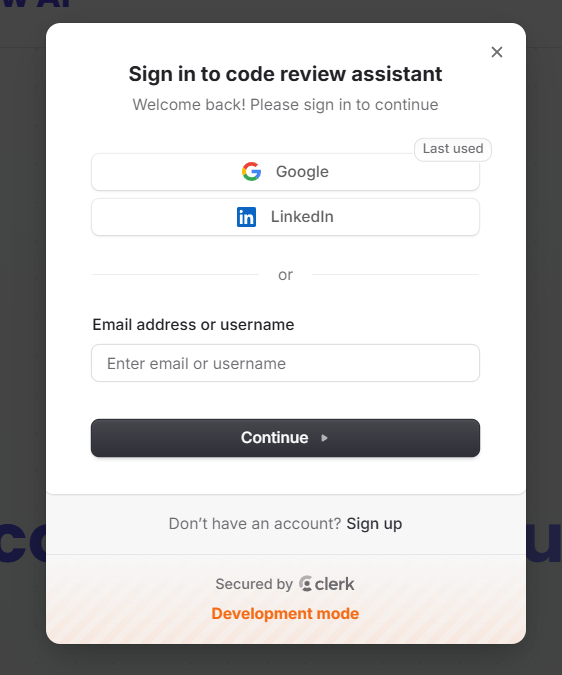 Sign in to code review assistant
Welcome back! Please sign in to continue
Last used
Google
LinkedIn
or
Email address or username
Enter email or username
Continue
Don’t have an account? Sign up
Secured by clerk
Development mode